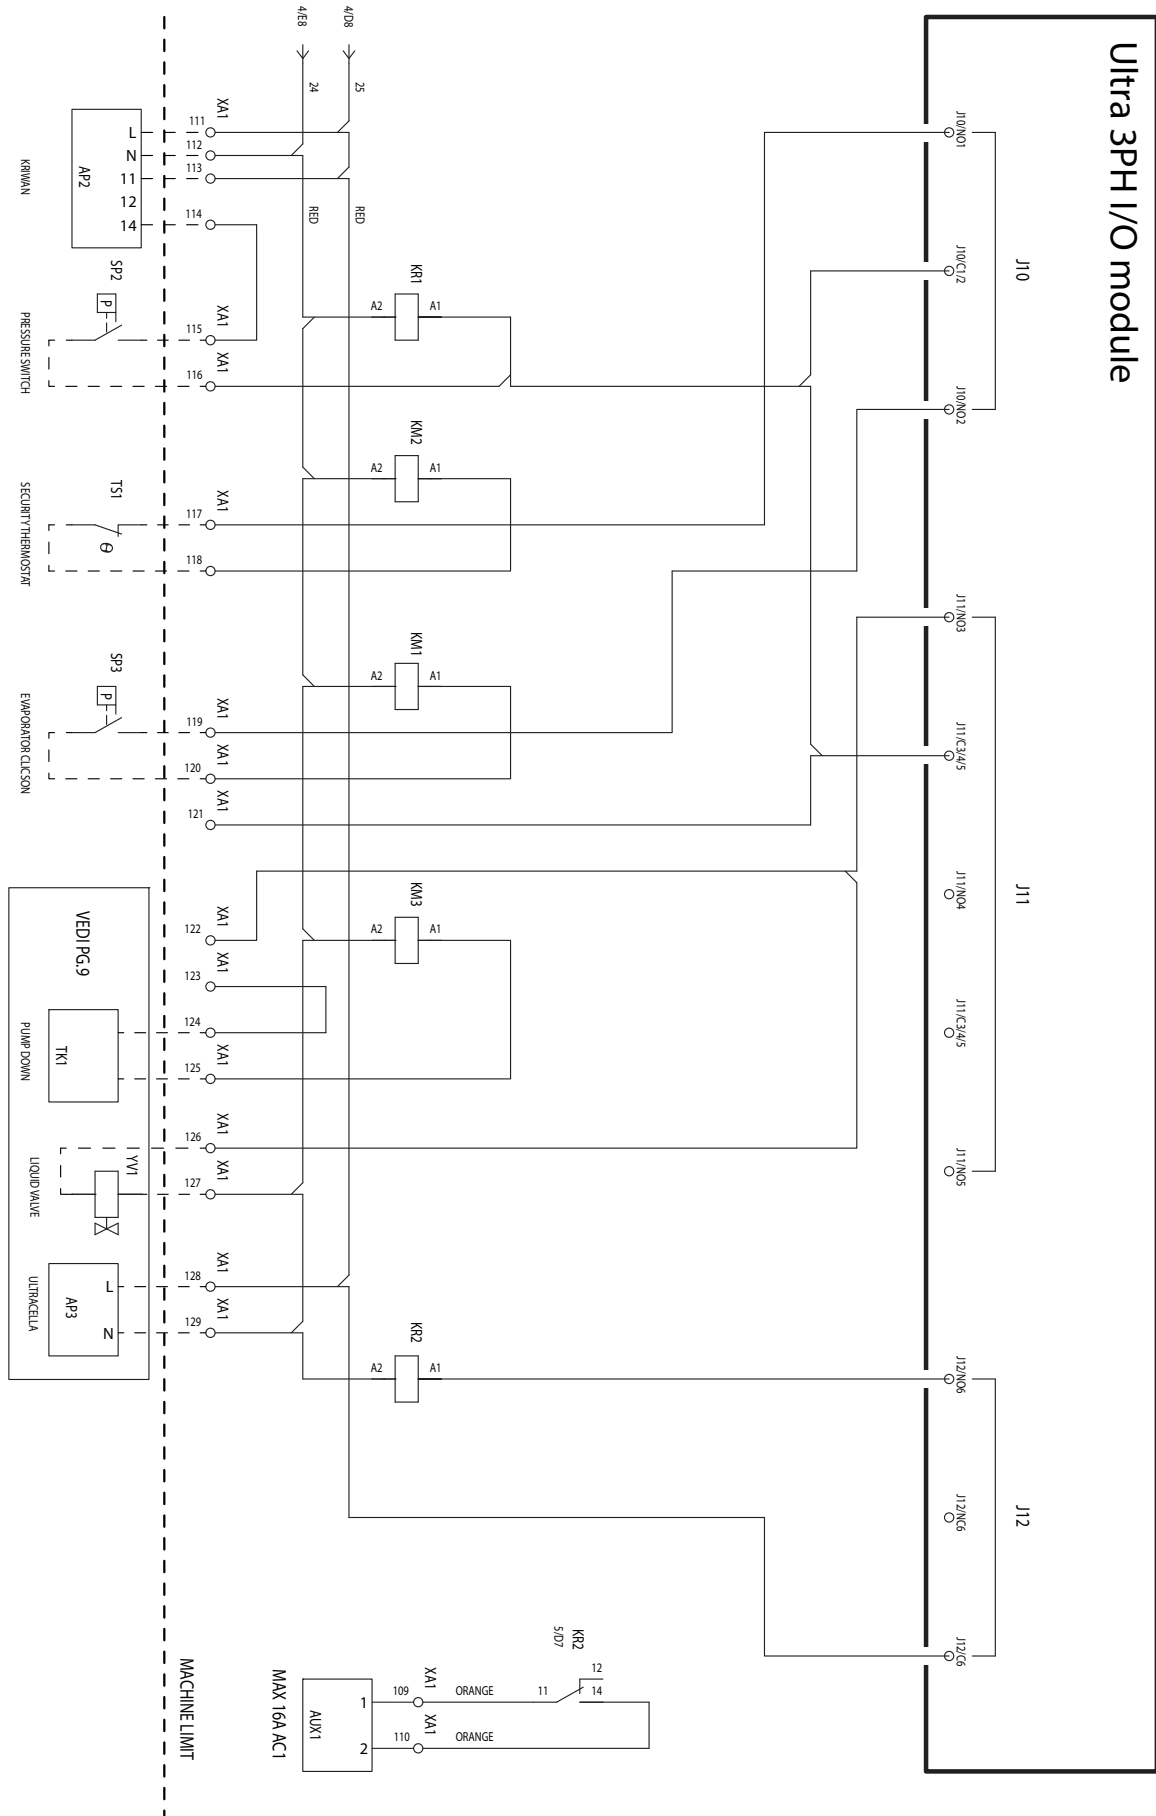 Ultra 3PH I/O module
J10
J11
J12
J10/NO1
J10/C1/2
J10/NO2
J11/NO3
J11/C3/4/5
J11/NO4
J11/C3/4/5
J11/NO5
J12/NO6
J12/NC6
J12/C6
4/D8
4/E8
25
24
RED
RED
KR1
A2
A1
KM2
A2
A1
KM1
A2
A1
KM3
A2
A1
KR2
A2
A1
KR2
5/D7
12
11
14
ORANGE
ORANGE
XA1
109
XA1
110
1
2
AUX1
MAX 16A AC1
MACHINE LIMIT
XA1
111
112
113
114
XA1
115
XA1
116
XA1
117
118
XA1
119
XA1
120
XA1
121
XA1
122
XA1
123
124
XA1
125
XA1
126
XA1
127
XA1
128
XA1
129
L
N
11
12
14
AP2
KRIWAN
SP2
P
PRESSURE SWITCH
TS1
θ
SECURITY THERMOSTAT
SP3
P
EVAPORATOR CLICSON
VEDI PG.9
TK1
PUMP DOWN
YV1
LIQUID VALVE
L
N
AP3
ULTRACELLA